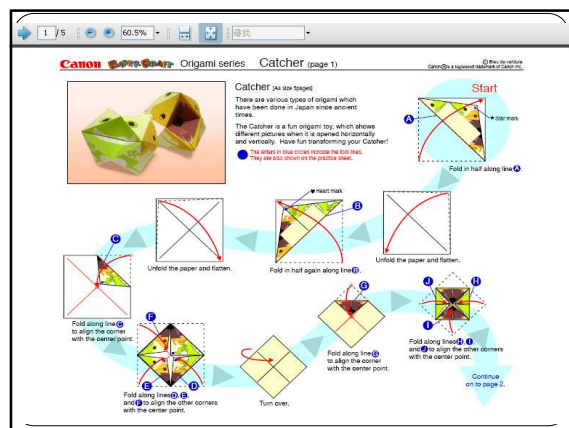 1 / 5 60.5% 寻找
Canon PAPER CRAFT Origami series Catcher (page 1)
Canon® is a registered trademark of Canon Inc.
Catcher [A4 size 5pages]
There are various types of origami which
have been done in Japan since ancient
times.
The Catcher is a fun origami toy, which shows
different pictures when it is opened horizontally
and vertically. Have fun transforming your Catcher!
The letters in blue circles indicate the fold lines.
They are also shown on the practice sheet.
Start
A
★Star mark
Fold in half along line A.
♥Heart mark
B
C
Unfold the paper and flatten.
Fold in half again along line B.
Unfold the paper and flatten.
Fold along line C
to align the corner
with the center point.
F
E
D
Fold along lines D, E,
and F to align the other corners
with the center point.
Turn over.
G
Fold along line G
to align the corner
with the center point.
J
H
I
Fold along lines H, I,
and J to align the other corners
with the center point.
Continue
on to page 2.